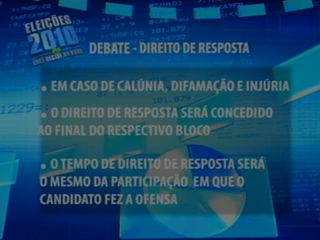 ELEIÇÕES
2010
DEBATE - DIREITO DE RESPOSTA
• EM CASO DE CALÚNIA, DIFAMAÇÃO E INJÚRIA
• O DIREITO DE RESPOSTA SERÁ CONCEDIDO
AO FINAL DO RESPECTIVO BLOCO
• O TEMPO DE DIREITO DE RESPOSTA SERÁ
O MESMO DA PARTICIPAÇÃO EM QUE O
CANDIDATO FEZ A OFENSA